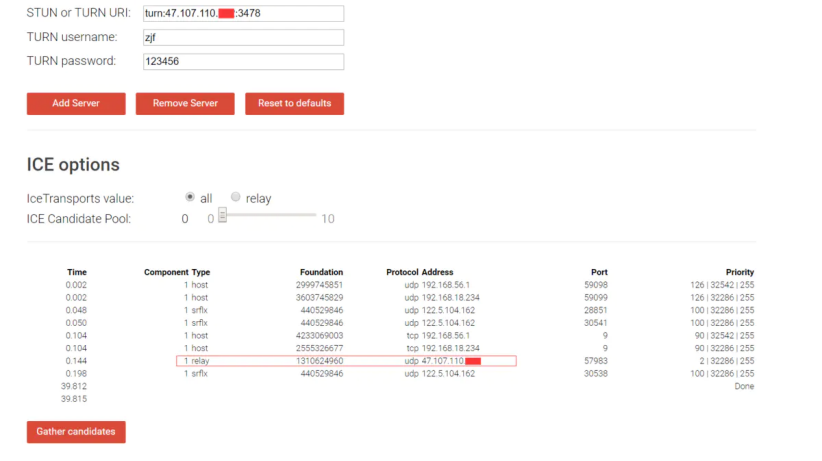 STUN or TURN URI: turn:47.107.110. :3478
TURN username: zjf
TURN password: 123456
Add Server Remove Server Reset to defaults
ICE options
IceTransports value: all relay
ICE Candidate Pool: 0 0 10
Time Component Type Foundation Protocol Address Port Priority
0.002 1 host 2999745851 udp 192.168.56.1 59098 126 | 32542 | 255
0.002 1 host 3603745829 udp 192.168.18.234 59099 126 | 32286 | 255
0.048 1 srflx 440529846 udp 122.5.104.162 28851 100 | 32286 | 255
0.050 1 srflx 440529846 udp 122.5.104.162 30541 100 | 32286 | 255
0.104 1 host 4233069003 tcp 192.168.56.1 9 90 | 32542 | 255
0.104 1 host 2555326677 tcp 192.168.18.234 9 90 | 32286 | 255
0.144 1 relay 1310624960 udp 47.107.110. 57983 2 | 32286 | 255
0.198 1 srflx 440529846 udp 122.5.104.162 30538 100 | 32286 | 255
39.812 Done
39.815
Gather candidates